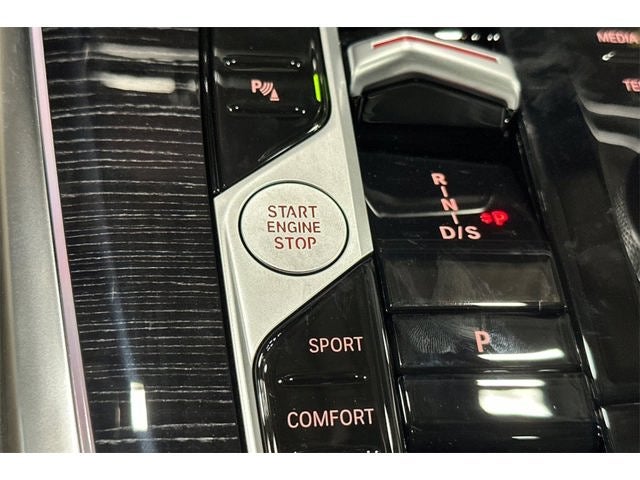 MEDIA
P
START
ENGINE
STOP
R
N
D/S
P
P
SPORT
COMFORT